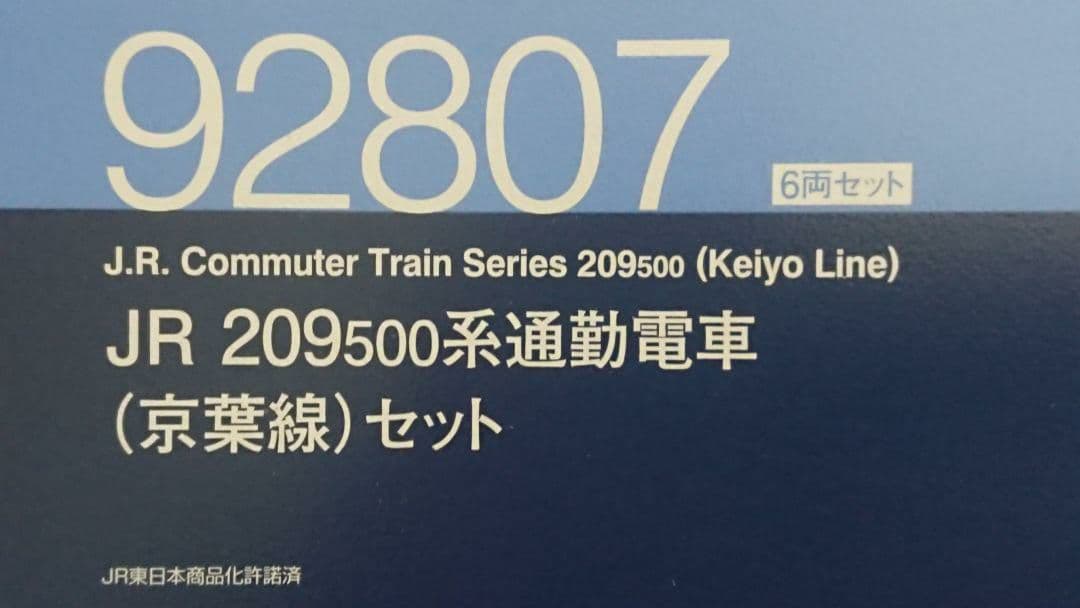 92807
6両セット
J.R. Commuter Train Series 209500 (Keiyo Line)
JR 209500系通勤電車
(京葉線)セット
JR東日本商品化許諾済